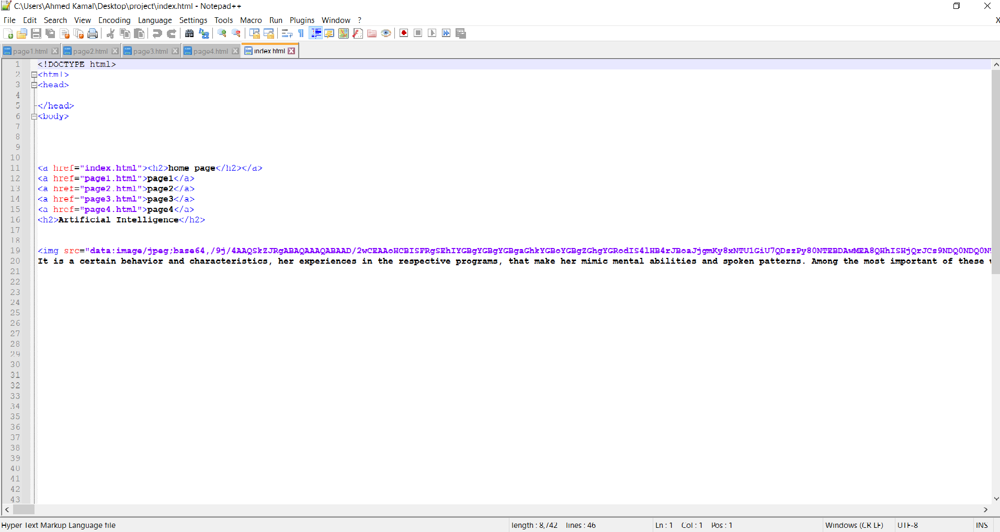 C:\Users\Ahmed Kamal\Desktop\project\index.html - Notepad++
File Edit Search View Encoding Language Settings Tools Macro Run Plugins Window ? X
page1.html page2.html page3.html page4.html index.html
1 <!DOCTYPE html>
2 <html>
3 <head>
4
5 </head>
6 <body>
7
8
9
10
11 <a href="index.html"><h2>home page</h2></a>
12 <a href="page1.html">page1</a>
13 <a href="page2.html">page2</a>
14 <a href="page3.html">page3</a>
15 <a href="page4.html">page4</a>
16 <h2>Artificial Intelligence</h2>
17
18
19 <img src="data:image/jpeg;base64,/9j/4AAQSkZJRgABAQAAAQABAAD/2wCEAAoHCBISFRgSEhIYGBgYGBgYGBgaGhkYGBoYGBgZGhgYGRodIS4lHB4rJBoaJjgmKy8xNTU1GiU7QDszPy80NTEBDAwMEA8QHhISHjQrJCs9NDQ0NDQ0N
20 It is a certain behavior and characteristics, her experiences in the respective programs, that make her mimic mental abilities and spoken patterns. Among the most important of these
21
22
23
24
25
26
27
28
29
30
31
32
33
34
35
36
37
38
39
40
41
42
43
Hyper Text Markup Language file length : 8,742 lines : 46 Ln : 1 Col : 1 Pos : 1 Windows (CR LF) UTF-8 INS